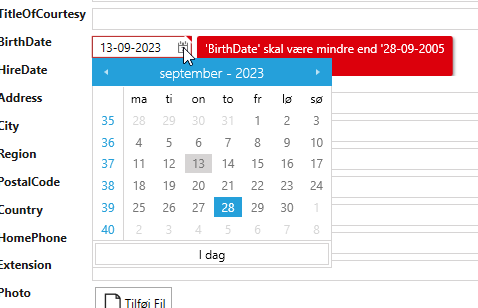 TitleOfCourtesy
BirthDate
13-09-2023
'BirthDate' skal være mindre end '28-09-2005
HireDate
Address
City
Region
PostalCode
Country
HomePhone
Extension
Photo
september - 2023
ma ti on to fr lø sø
35 28 29 30 31 1 2 3
36 4 5 6 7 8 9 10
37 11 12 13 14 15 16 17
38 18 19 20 21 22 23 24
39 25 26 27 28 29 30 1
40 2 3 4 5 6 7 8
I dag
Tilføj Fil